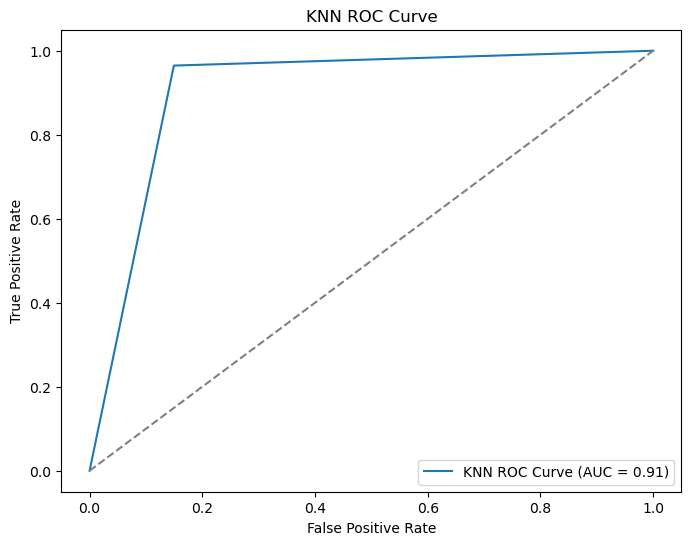 KNN ROC Curve
1.0
0.8
0.6
0.4
0.2
0.0
True Positive Rate
0.0 0.2 0.4 0.6 0.8 1.0
False Positive Rate
KNN ROC Curve (AUC = 0.91)